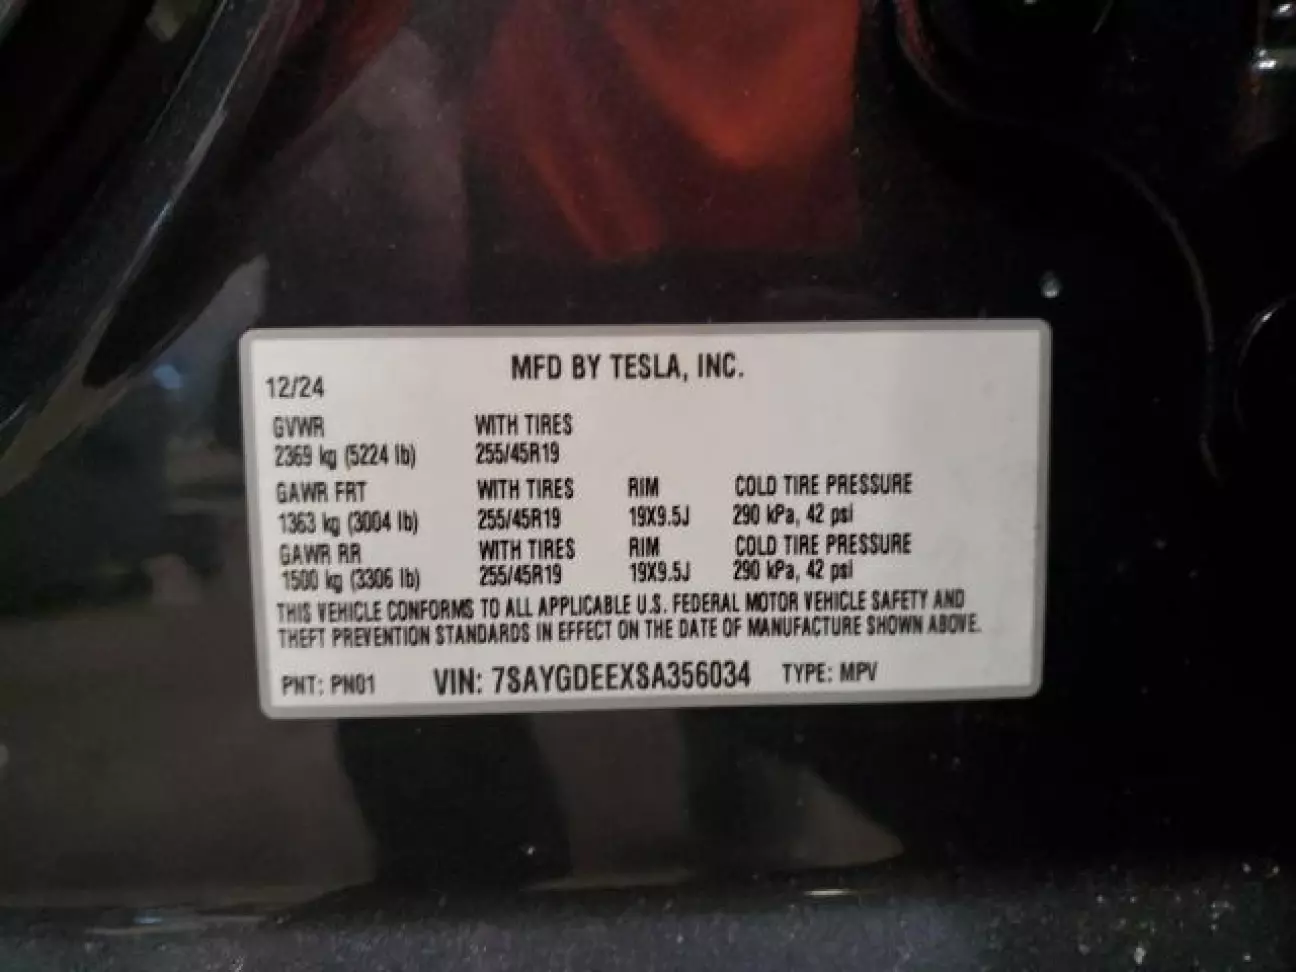 MFD BY TESLA, INC.
12/24
GVWR WITH TIRES
2369 kg (5224 lb) 255/45R19
GAWR FRT WITH TIRES RIM COLD TIRE PRESSURE
1363 kg (3004 lb) 255/45R19 19X9.5J 290 kPa, 42 psi
GAWR RR WITH TIRES RIM COLD TIRE PRESSURE
1500 kg (3306 lb) 255/45R19 19X9.5J 290 kPa, 42 psi
THIS VEHICLE CONFORMS TO ALL APPLICABLE U.S. FEDERAL MOTOR VEHICLE SAFETY AND
THEFT PREVENTION STANDARDS IN EFFECT ON THE DATE OF MANUFACTURE SHOWN ABOVE.
PNT: PN01 VIN: 7SAYGDEEXSA356034 TYPE: MPV